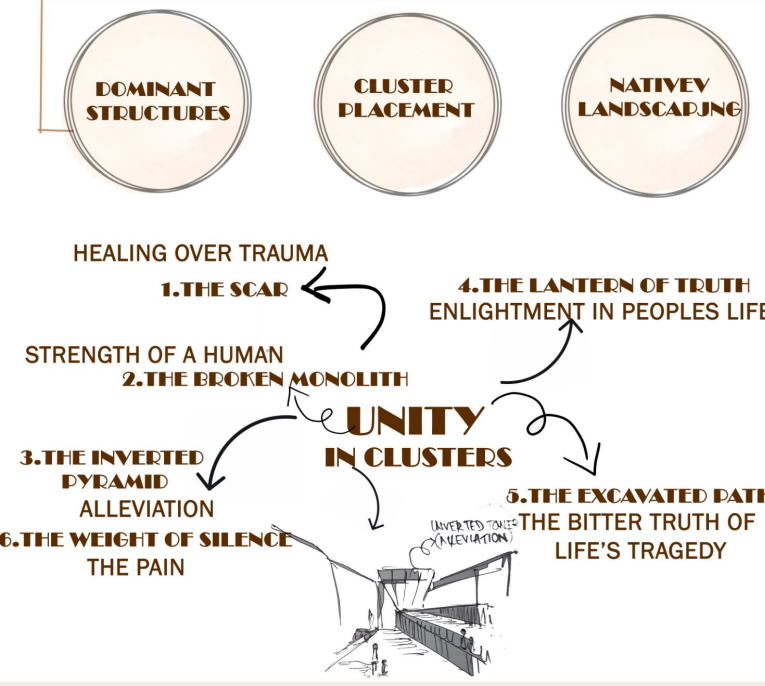 DOMINANT
STRUCTURES
CLUSTER
PLACEMENT
NATIVEV
LANDSCAPJNG
HEALING OVER TRAUMA
1.THE SCAR
4.THE LANTERN OF TRUTH
ENLIGHTMENT IN PEOPLES LIFE
STRENGTH OF A HUMAN
2.THE BROKEN MONOLITH
UNITY
IN CLUSTERS
3.THE INVERTED
PYRAMID
ALLEVIATION
5.THE EXCAVATED PATH
THE BITTER TRUTH OF
LIFE'S TRAGEDY
6.THE WEIGHT OF SILENCE
THE PAIN
INVERTED
(ALLEVIATION)